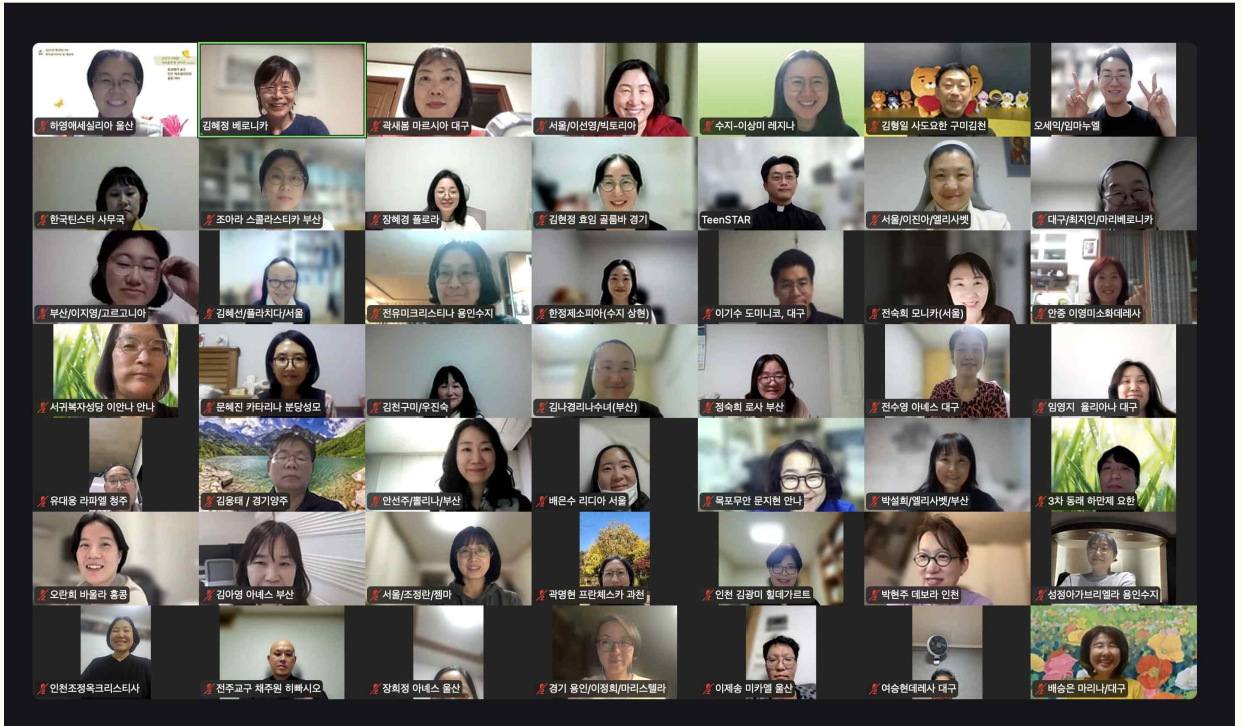 하영애세실리아 울산
김혜정 베로니카
곽새봄 마르시아 대구
서울/이선영/빅토리아
수지-이상미 레지나
김형일 사도요한 구미김천
오세익/임마누엘
한국틴스타 사무국
조아라 스콜라스티카 부산
장혜경 플로라
김현정 효임 골롬바 경기
TeenSTAR
서울/이진아/엘리사벳
대구/최지인/마리베로니카
부산/이지영/고르고니아
김혜선/플라치다/서울
전유미크리스티나 용인수지
한정제소피아(수지 상현)
이기수 도미니코, 대구
전숙희 모니카(서울)
안중 이영미소화데레사
서귀복자성당 이안나 안나
문혜진 카타리나 분당성모
김천구미/우진숙
김나경리나수녀(부산)
정숙희 로사 부산
전수영 아녜스 대구
임영지 율리아나 대구
유대웅 라파엘 청주
김웅태 / 경기양주
안선주/뽈리나/부산
배은수 리디아 서울
목포무안 문지현 안나
박설희/엘리사벳/부산
3차 동래 하만제 요한
오란희 바울라 홍콩
김아영 아녜스 부산
서울/조정란/젬마
곽명현 프란체스카 과천
인천 김광미 힐데가르트
박현주 데보라 인천
성정아가브리엘라 용인수지
인천조정옥크리스티사
전주교구 채주원 히빠시오
장희정 아녜스 울산
경기 용인/이정희/마리스텔라
이제송 미카엘 울산
여승현데레사 대구
배승은 마리나/대구